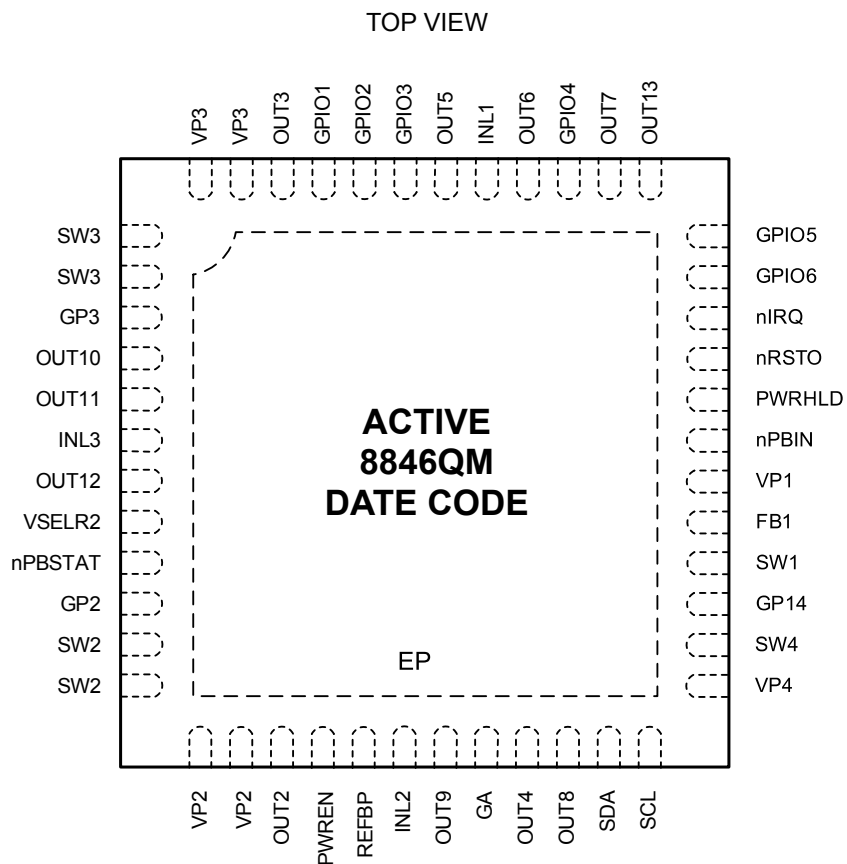 TOP VIEW
VP3
VP3
OUT3
GPIO1
GPIO2
GPIO3
OUT5
INL1
OUT6
GPIO4
OUT7
OUT13
SW3
SW3
GP3
OUT10
OUT11
INL3
OUT12
VSELR2
nPBSTAT
GP2
SW2
SW2
ACTIVE
8846QM
DATE CODE
EP
GPIO5
GPIO6
nIRQ
nRSTO
PWRHLD
nPBIN
VP1
FB1
SW1
GP14
SW4
VP4
VP2
VP2
OUT2
PWREN
REFBP
INL2
OUT9
GA
OUT4
OUT8
SDA
SCL